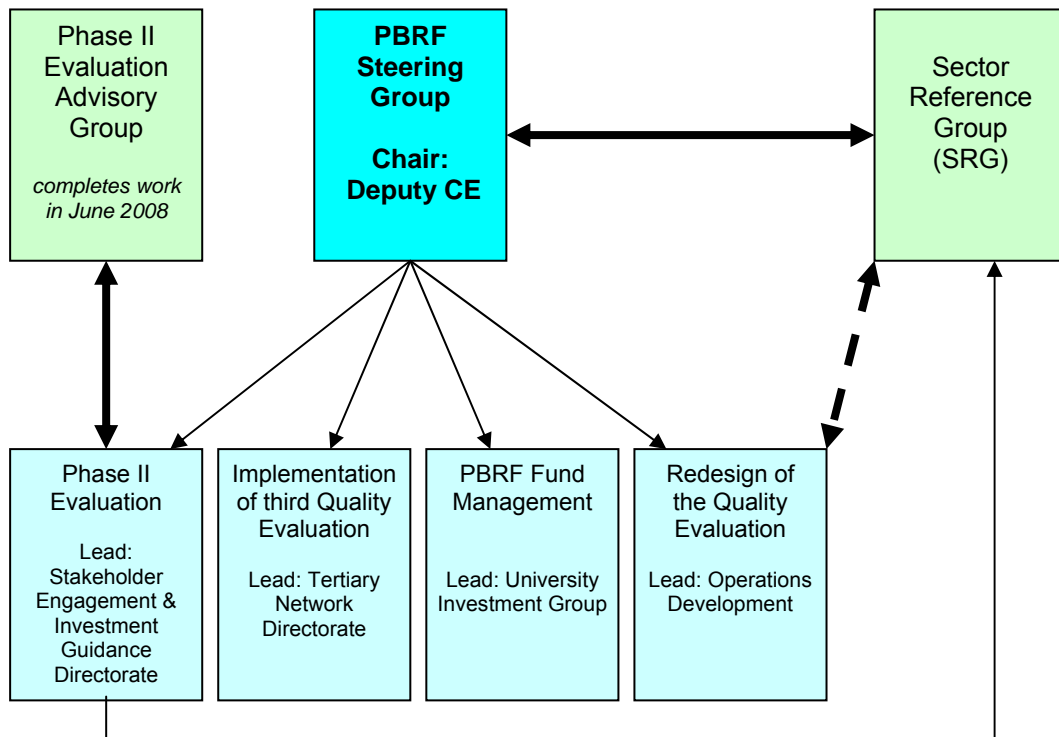 Phase II
Evaluation
Advisory
Group
completes work
in June 2008
PBRF
Steering
Group
Chair:
Deputy CE
Sector
Reference
Group
(SRG)
Phase II
Evaluation
Lead:
Stakeholder
Engagement &
Investment
Guidance
Directorate
Implementation
of third Quality
Evaluation
Lead: Tertiary
Network
Directorate
PBRF Fund
Management
Lead: University
Investment Group
Redesign of
the Quality
Evaluation
Lead: Operations
Development